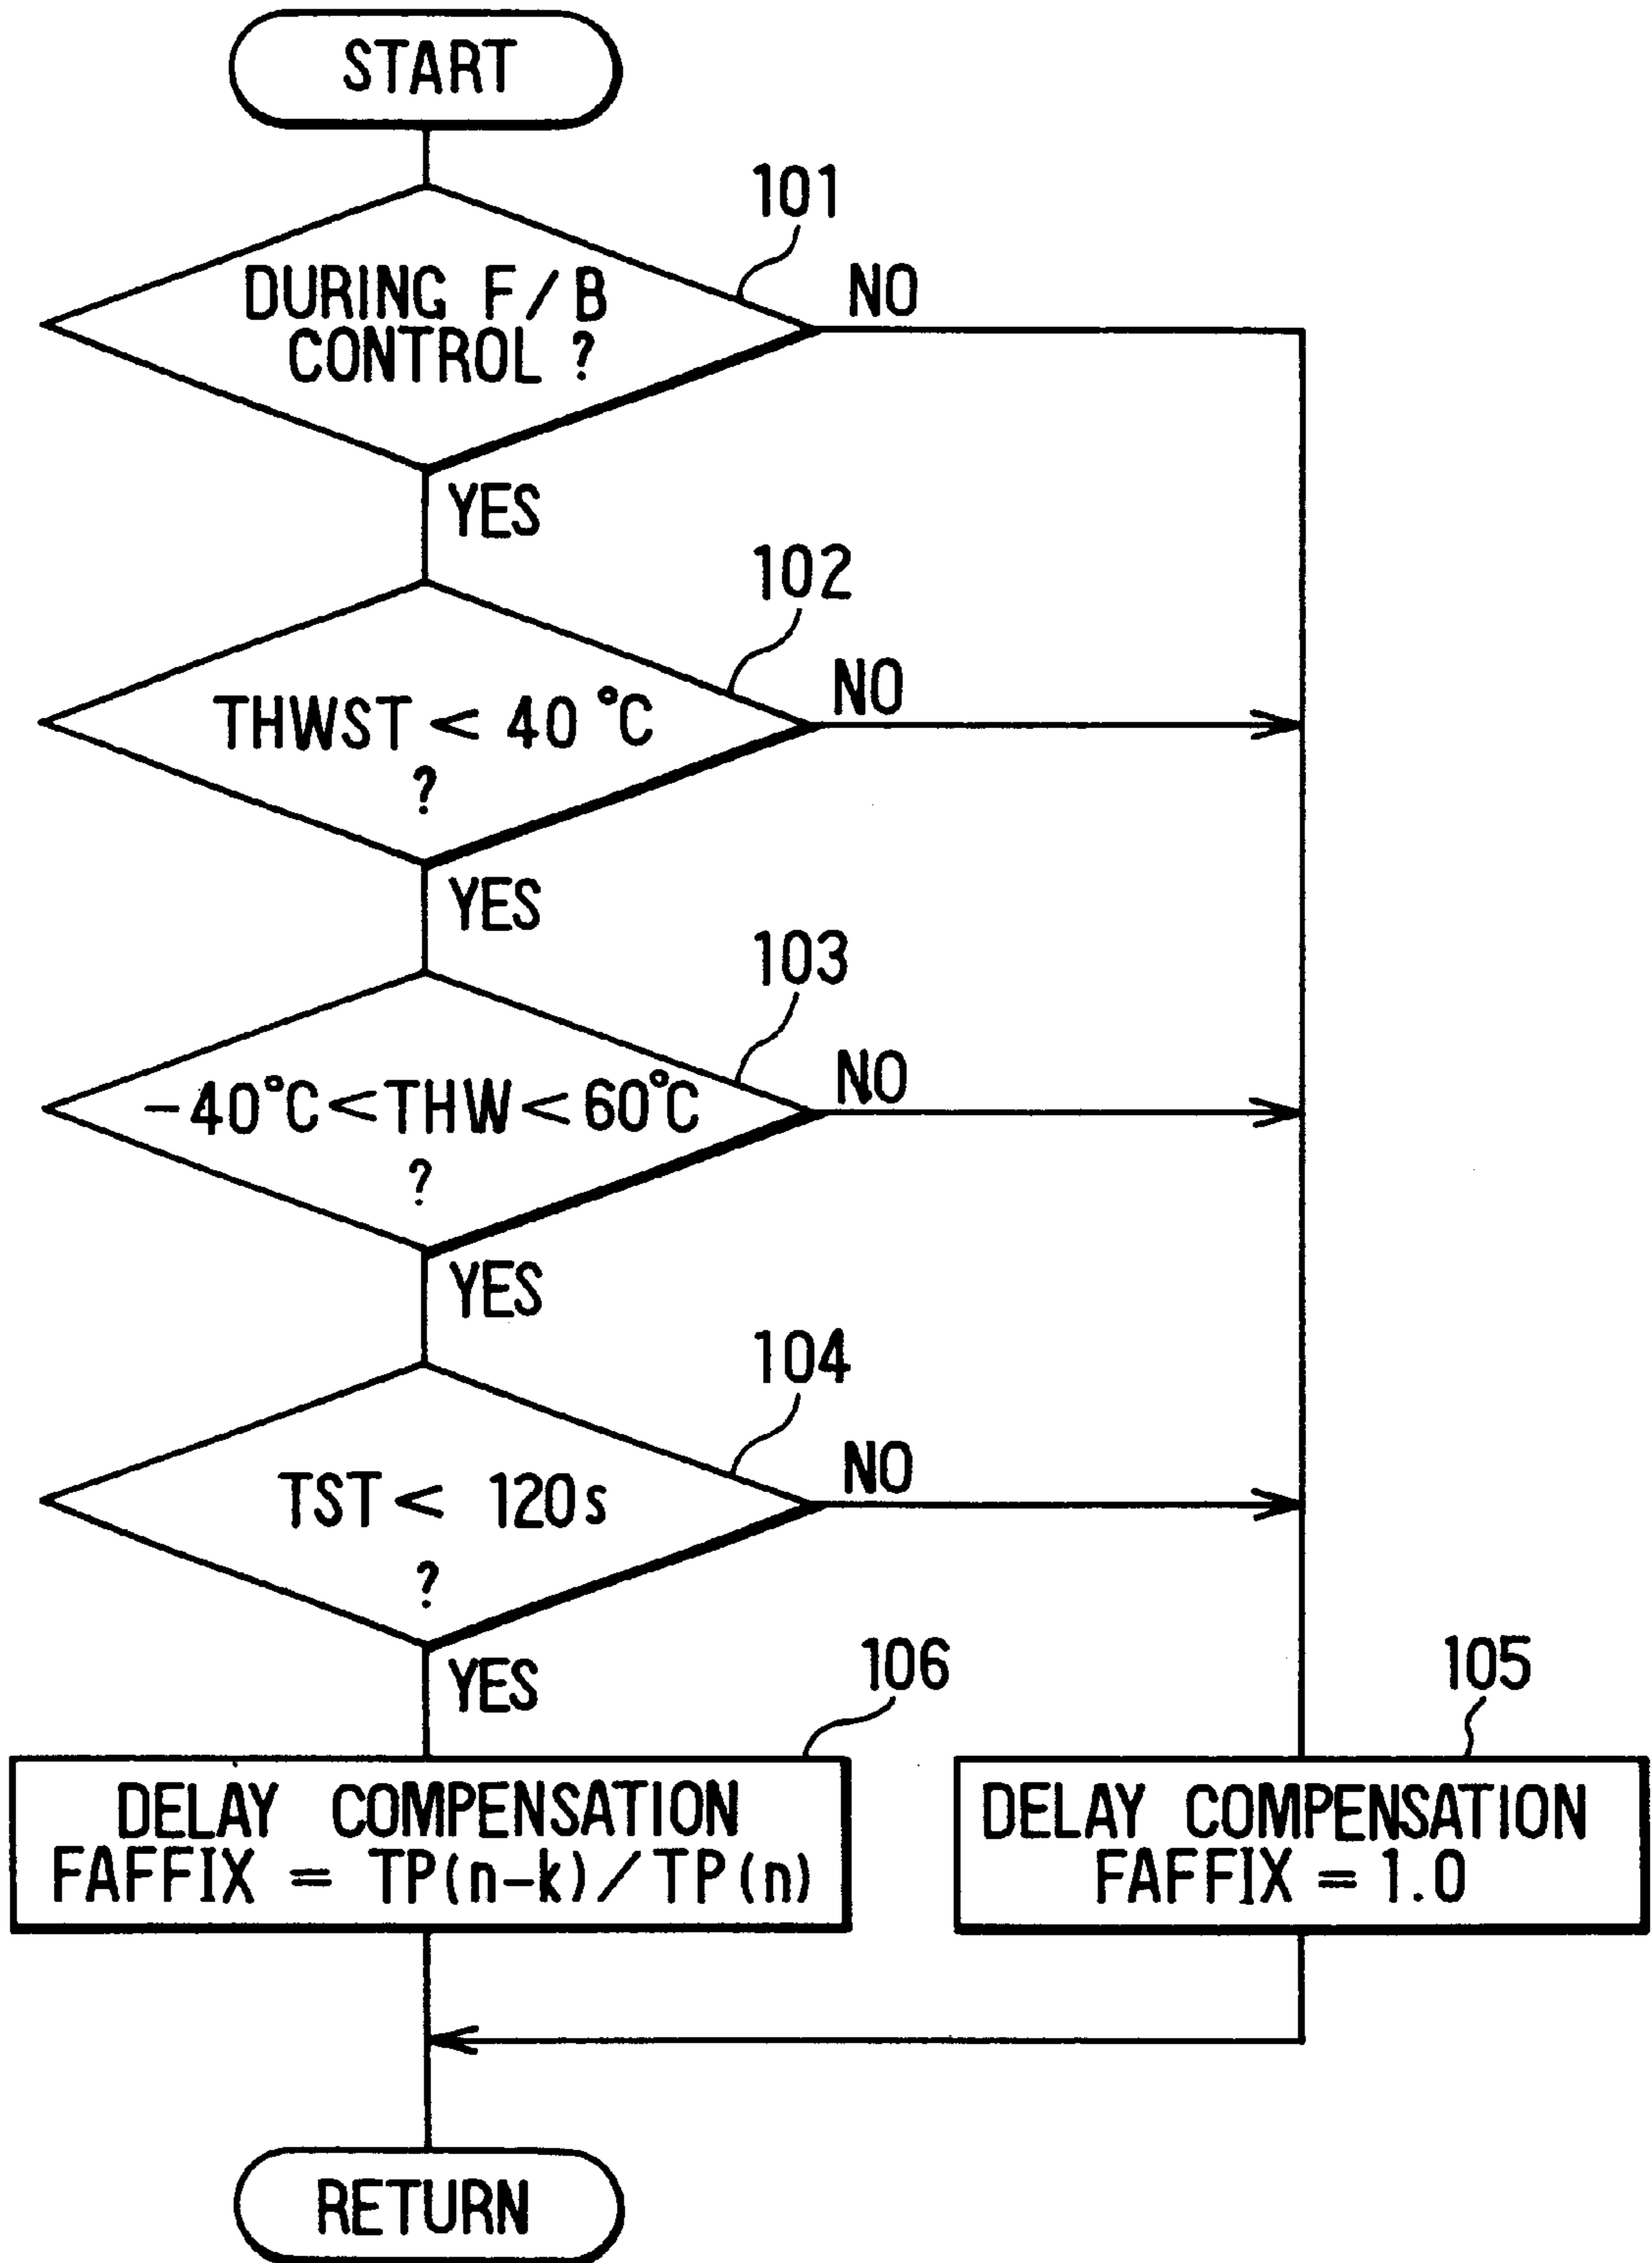 START
101
DURING F/B
CONTROL ?
NO
YES
102
THWST < 40 °C
?
NO
YES
103
-40°C < THW < 60°C
?
NO
YES
104
TST < 120s
?
NO
YES
106
DELAY COMPENSATION
FAFFIX = TP(n-k)/TP(n)
105
DELAY COMPENSATION
FAFFIX = 1.0
RETURN